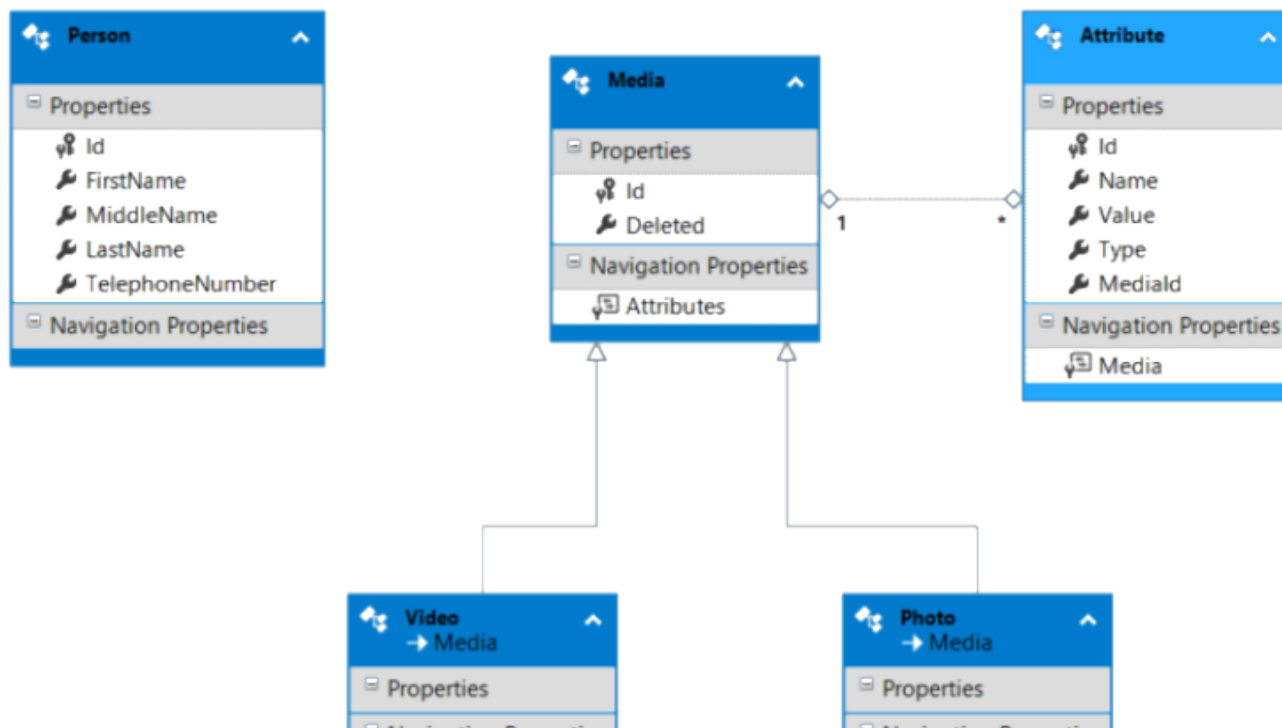 Person
Properties
Id
FirstName
MiddleName
LastName
TelephoneNumber
Navigation Properties
Media
Properties
Id
Deleted
Navigation Properties
Attributes
1
*
Attribute
Properties
Id
Name
Value
Type
MediaId
Navigation Properties
Media
Video
Media
Properties
Photo
Media
Properties